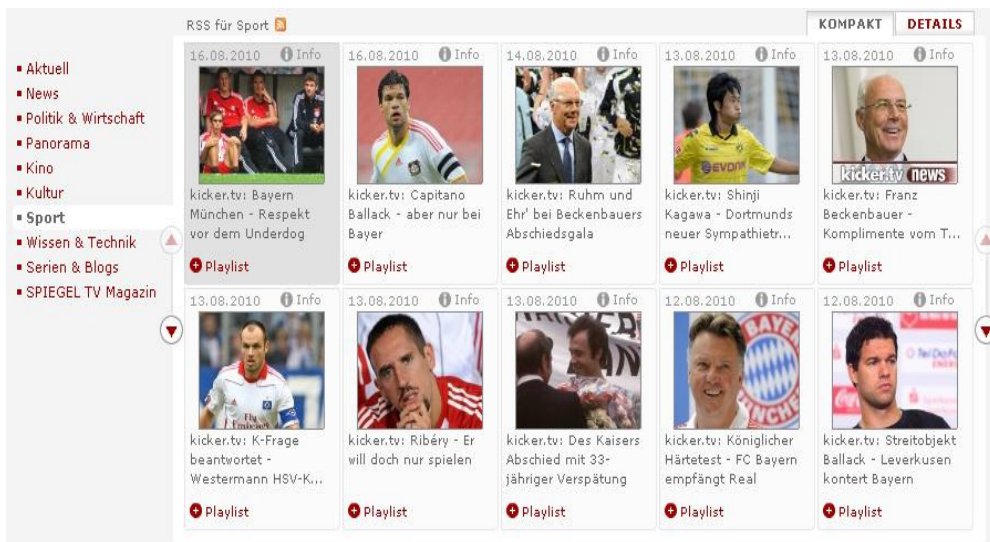 RSS für Sport
KOMPAKT
DETAILS
Aktuell
News
Politik & Wirtschaft
Panorama
Kino
Kultur
Sport
Wissen & Technik
Serien & Blogs
SPIEGEL TV Magazin
16.08.2010 Info
kicker.tv: Bayern
München - Respekt
vor dem Underdog
Playlist
16.08.2010 Info
kicker.tv: Capitano
Ballack - aber nur bei
Bayer
Playlist
14.08.2010 Info
kicker.tv: Ruhm und
Ehr' bei Beckenbauers
Abschiedsgala
Playlist
13.08.2010 Info
EVONIK
kicker.tv: Shinji
Kagawa - Dortmunds
neuer Sympathietr...
Playlist
13.08.2010 Info
kicker.tv news
kicker.tv: Franz
Beckenbauer -
Komplimente vom T...
Playlist
13.08.2010 Info
Fly
Emirates
kicker.tv: K-Frage
beantwortet -
Westermann HSV-K...
Playlist
13.08.2010 Info
kicker.tv: Ribéry - Er
will doch nur spielen
Playlist
13.08.2010 Info
kicker.tv: Des Kaisers
Abschied mit 33-
jähriger Verspätung
Playlist
12.08.2010 Info
BAYE
kicker.tv: Königlicher
Härtetest - FC Bayern
empfängt Real
Playlist
12.08.2010 Info
kicker.tv: Streitobjekt
Ballack - Leverkusen
kontert Bayern
Playlist